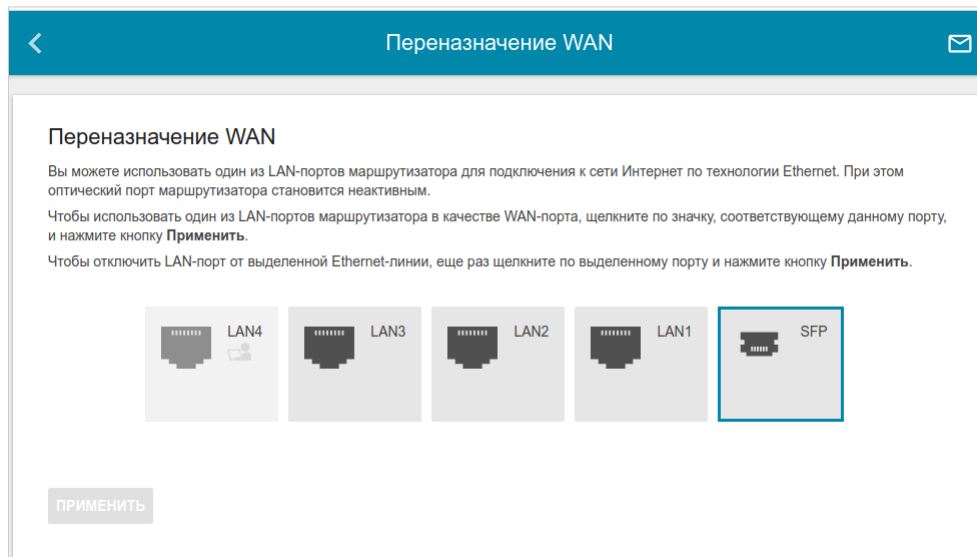 Переназначение WAN
Переназначение WAN
Вы можете использовать один из LAN-портов маршрутизатора для подключения к сети Интернет по технологии Ethernet. При этом
оптический порт маршрутизатора становится неактивным.
Чтобы использовать один из LAN-портов маршрутизатора в качестве WAN-порта, щелкните по значку, соответствующему данному порту,
и нажмите кнопку Применить.
Чтобы отключить LAN-порт от выделенной Ethernet-линии, еще раз щелкните по выделенному порту и нажмите кнопку Применить.
LAN4 LAN3 LAN2 LAN1 SFP
ПРИМЕНИТЬ